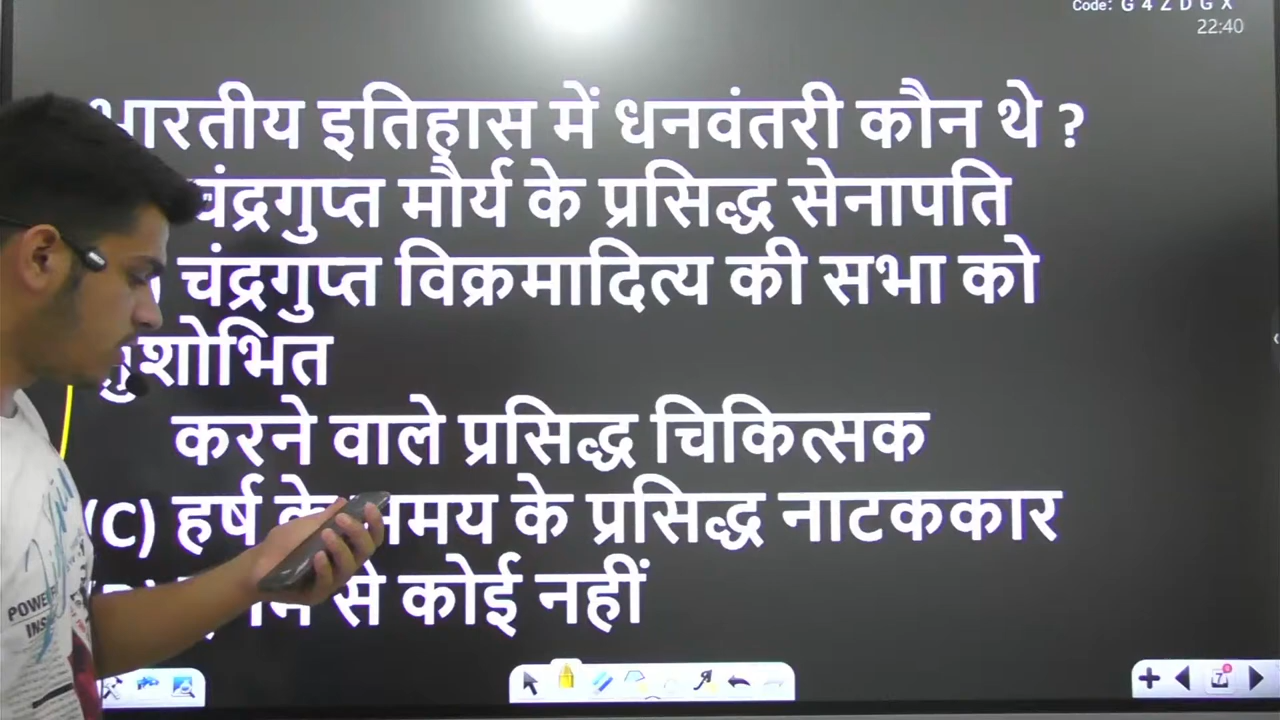 Code: G 4 Z D G X
22:40
भारतीय इतिहास में धनवंतरी कौन थे ?
चंद्रगुप्त मौर्य के प्रसिद्ध सेनापति
चंद्रगुप्त विक्रमादित्य की सभा को
सुशोभित
करने वाले प्रसिद्ध चिकित्सक
(C) हर्ष के समय के प्रसिद्ध नाटककार
से कोई नहीं